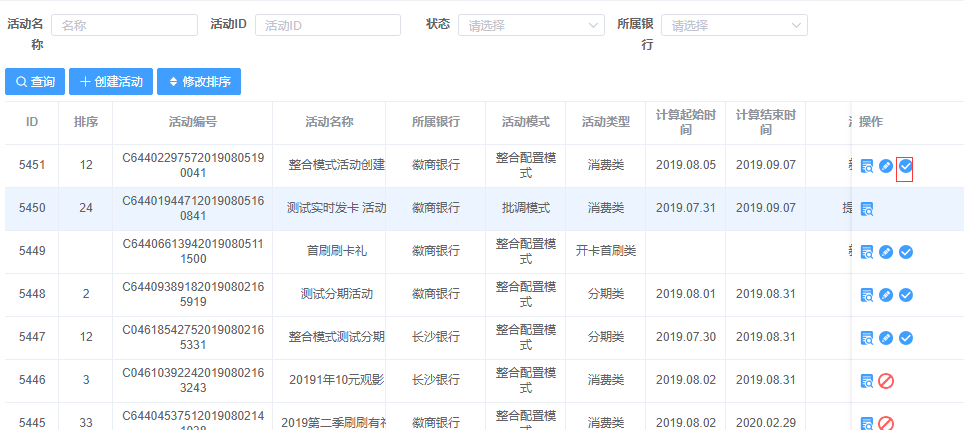 活动名
称
名称
活动ID
活动ID
状态
请选择
所属银
行
请选择
查询
创建活动
修改排序
ID
排序
活动编号
活动名称
所属银行
活动模式
活动类型
计算起始时
间
计算结束时
间
操作
5451
12
C64402297572019080519
0041
整合模式活动创建
徽商银行
整合配置模
式
消费类
2019.08.05
2019.09.07
5450
24
C64401944712019080516
0841
测试实时发卡 活动
徽商银行
批调模式
消费类
2019.07.31
2019.09.07
提
5449
C64406613942019080511
1500
首刷刷卡礼
徽商银行
整合配置模
式
开卡首刷类
5448
2
C64409389182019080216
5919
测试分期活动
徽商银行
整合配置模
式
分期类
2019.08.01
2019.08.31
5447
12
C04618542752019080216
5331
整合模式测试分期
长沙银行
整合配置模
式
分期类
2019.07.30
2019.08.31
5446
3
C04610392242019080216
3243
20191年10元观影
长沙银行
整合配置模
式
消费类
2019.08.02
2019.08.31
5445
33
C64404537512019080214
1938
2019第二季刷刷有礼
徽商银行
整合配置模
式
消费类
2019.08.02
2020.02.29